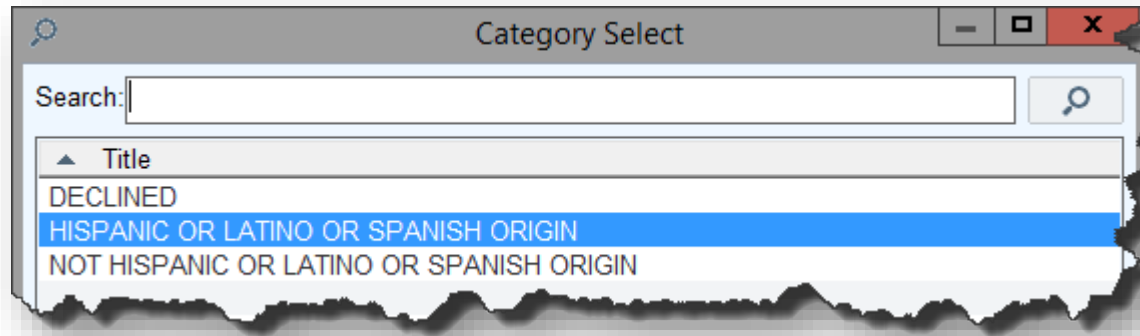 Category Select
Search:
Title
DECLINED
HISPANIC OR LATINO OR SPANISH ORIGIN
NOT HISPANIC OR LATINO OR SPANISH ORIGIN